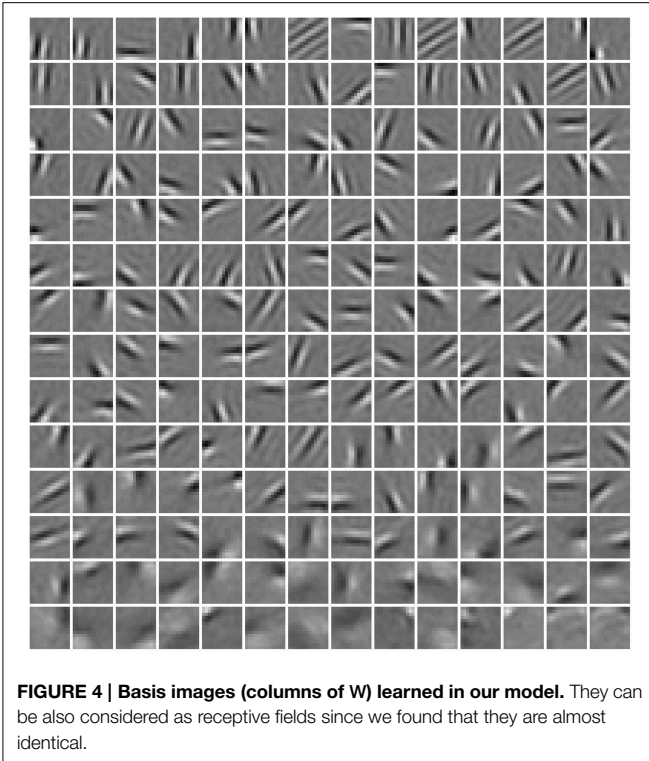 FIGURE 4 | Basis images (columns of W) learned in our model. They can
be also considered as receptive fields since we found that they are almost
identical.